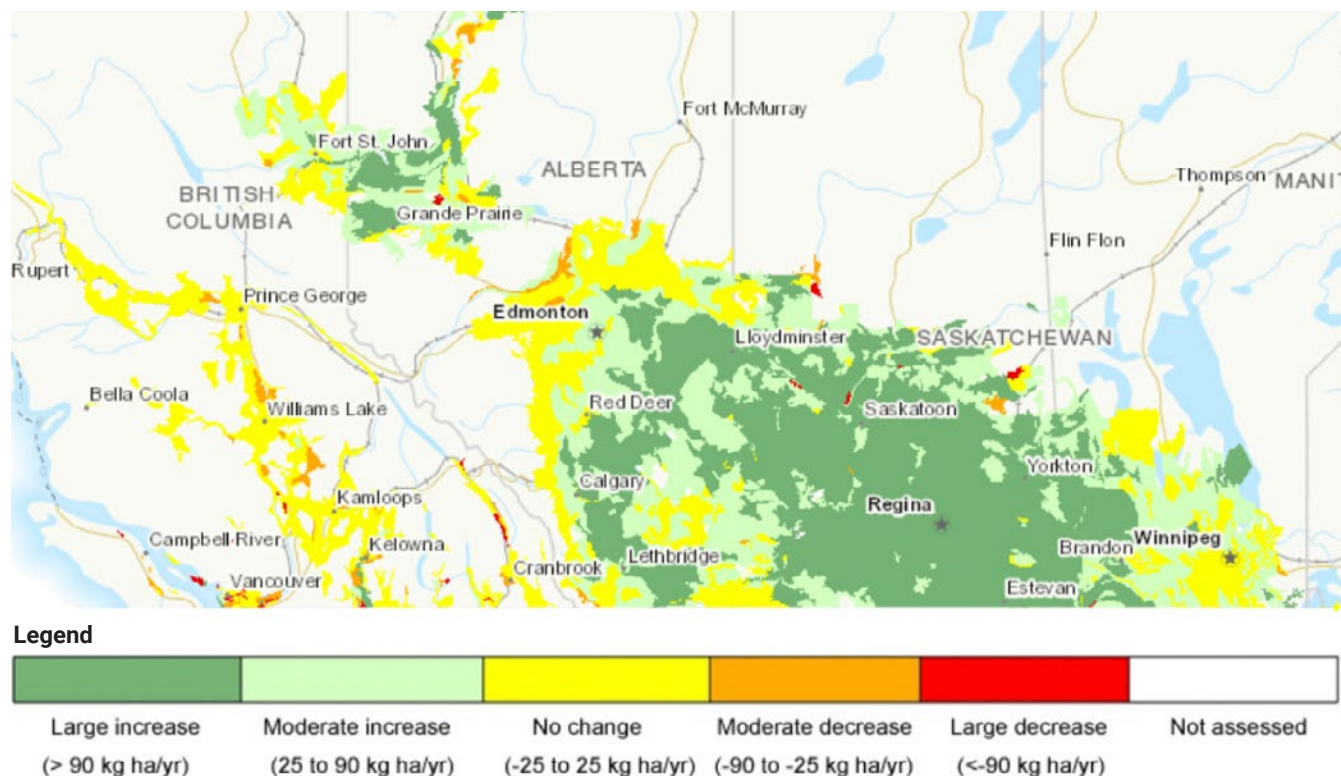 Fort McMurray
Fort St. John
ALBERTA
BRITISH
COLUMBIA
Thompson
MANIT
Grande Prairie
Flin Flon
Rupert
Prince George
Edmonton
Lloydminster
SASKATCHEWAN
Bella Coola
Williams Lake
Red Deer
Saskatoon
Yorkton
Calgary
Kamloops
Regina
Campbell River
Kelowna
Brandon
Winnipeg
Lethbridge
Cranbrook
Vancouver
Estevan
Legend
Large increase
Moderate increase
No change
Moderate decrease
Large decrease
Not assessed
(> 90 kg ha/yr)
(25 to 90 kg ha/yr)
(-25 to 25 kg ha/yr)
(-90 to -25 kg ha/yr)
(<-90 kg ha/yr)